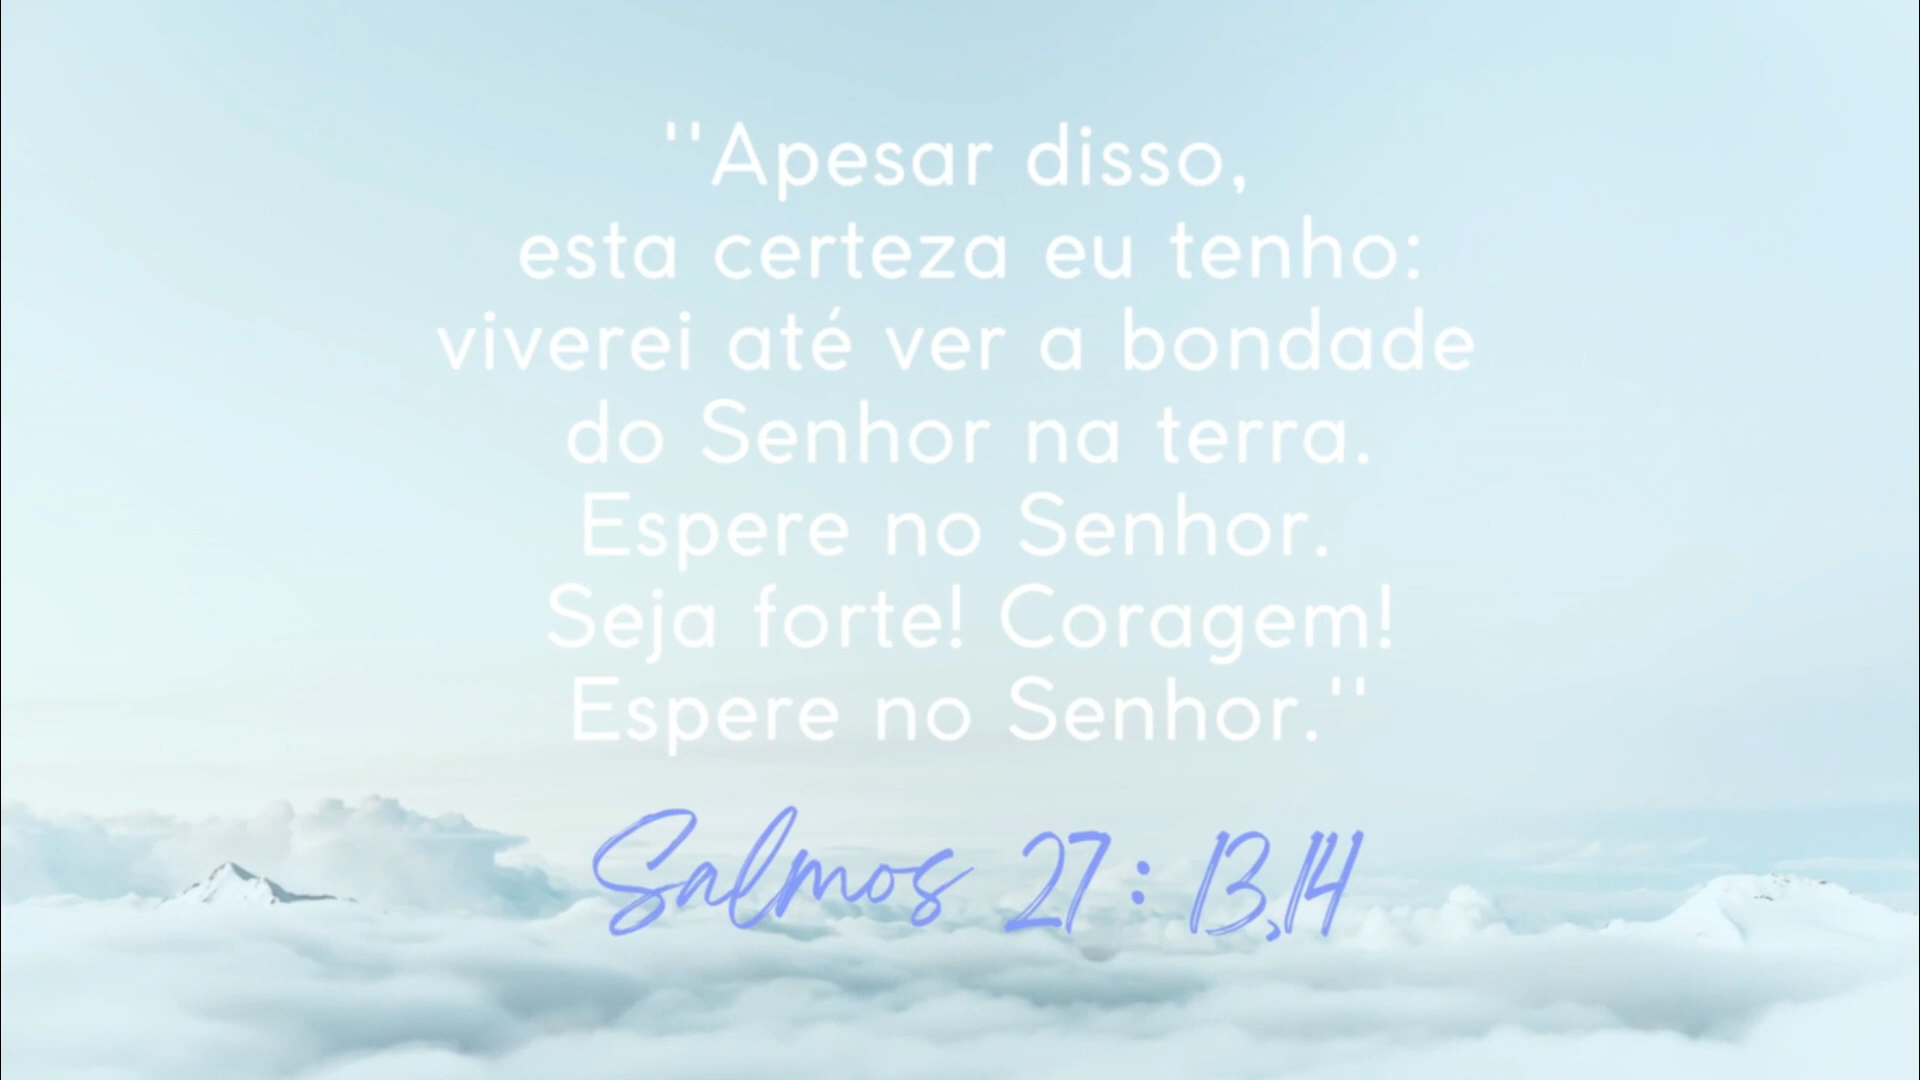 "Apesar disso,
esta certeza eu tenho:
viverei até ver a bondade
do Senhor na terra.
Espere no Senhor.
Seja forte! Coragem!
Espere no Senhor."
Salmos 27: 13,14